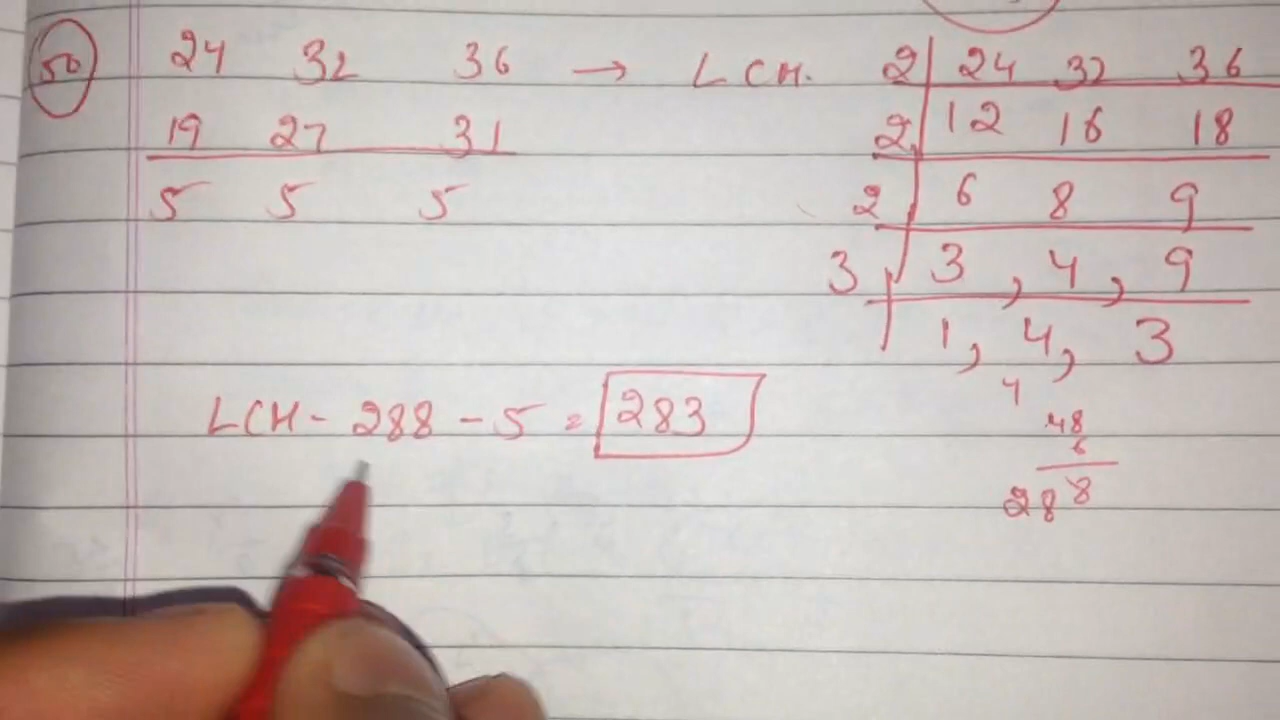 50 24 32 36 → LCM. 2 24 32 36
19 27 31 2 12 16 18
5 5 5 2 6 8 9
3 3 , 4 , 9
1 , 4 , 3
4
LCM - 288 - 5 = 283 48
6
288